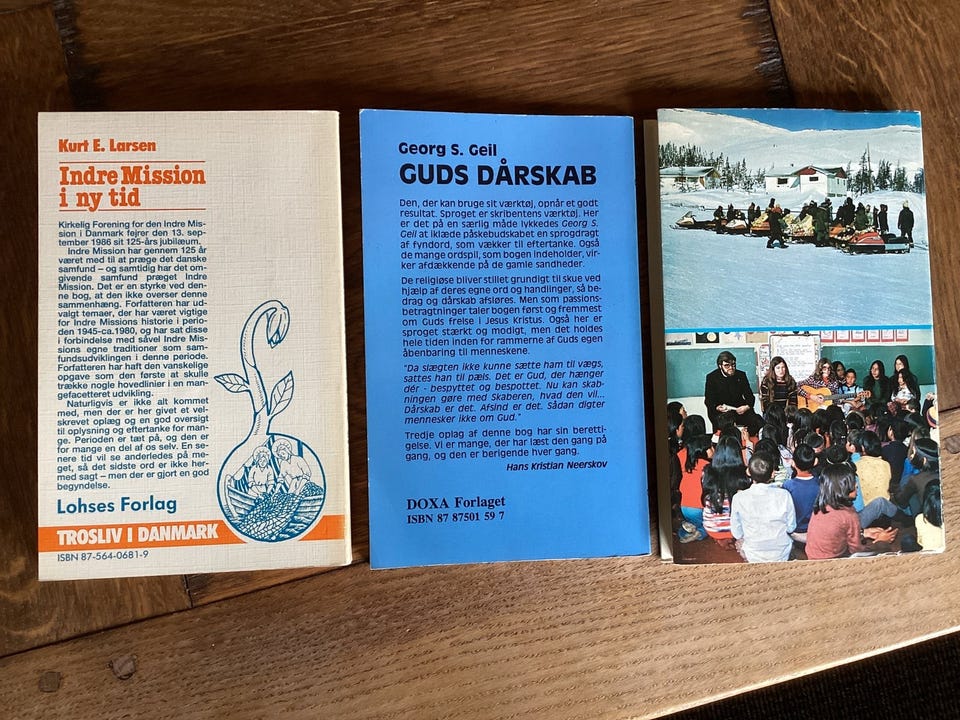 Kurt E. Larsen
Indre Mission
i ny tid
Kirkelig Forening for den Indre Mis-
sion i Danmark fejrer den 13. sep-
tember 1986 sit 125-års jubilæum.
Indre Mission har gennem 125 år
været med til at præge det danske
samfund – og samtidig har det om-
givende samfund præget Indre
Mission. Det er en styrke ved den-
ne bog, at den ikke overser denne
sammenhæng. Forfatteren har ud-
valgt temaer, der har været vigtige
for Indre Missions historie i perio-
den 1945-ca.1980, og har sat disse
i forbindelse med såvel Indre Mis-
sions egne traditioner som sam-
fundsudviklingen i denne periode.
Forfatteren har haft den vanskelige
opgave som den første at skulle
trække nogle hovedlinier i en man-
gefacetteret udvikling.
Naturligvis er ikke alt kommet
med, men der er her givet et vel-
skrevet oplæg og en god oversigt
til oplysning og eftertanke for man-
ge. Perioden er tæt på, og den er
for mange en del af os selv. En se-
nere tid vil se anderledes på me-
get, så det sidste ord er ikke her-
med sagt – men der er gjort en god
begyndelse.
Lohses Forlag
TROSLIV I DANMARK
ISBN 87-564-0681-9
Georg S. Geil
GUDS DÅRSKAB
Den, der kan bruge sit værktøj, opnår et godt
resultat. Sproget er skribentens værktøj. Her
er det på en særlig måde lykkedes Georg S.
Geil at iklæde påskebudskabet en sprogdragt
af fyndord, som vækker til eftertanke. Også
de mange ordspil, som bogen indeholder, vir-
ker afdækkende på de gamle sandheder.
De religiøse bliver stillet grundigt til skue ved
hjælp af deres egne ord og handlinger, så be-
drag og dårskab afsløres. Men som passions-
betragtninger taler bogen først og fremmest
om Guds frelse i Jesus Kristus. Også her er
sproget stærkt og modigt, men det holdes
hele tiden inden for rammerne af Guds egen
åbenbaring til menneskene.
"Da slægten ikke kunne sætte ham til vægs,
sattes han til pæls. Det er Gud, der hænger
dér - bespyttet og bespottet. Nu kan skab-
ningen gøre med Skaberen, hvad den vil...
Dårskab er det. Afsind er det. Sådan digter
mennesker ikke om Gud."
Tredje oplag af denne bog har sin beretti-
gelse. Vi er mange, der har læst den gang på
gang, og den er berigende hver gang.
Hans Kristian Neerskov
DOXA Forlaget
ISBN 87 87501 59 7